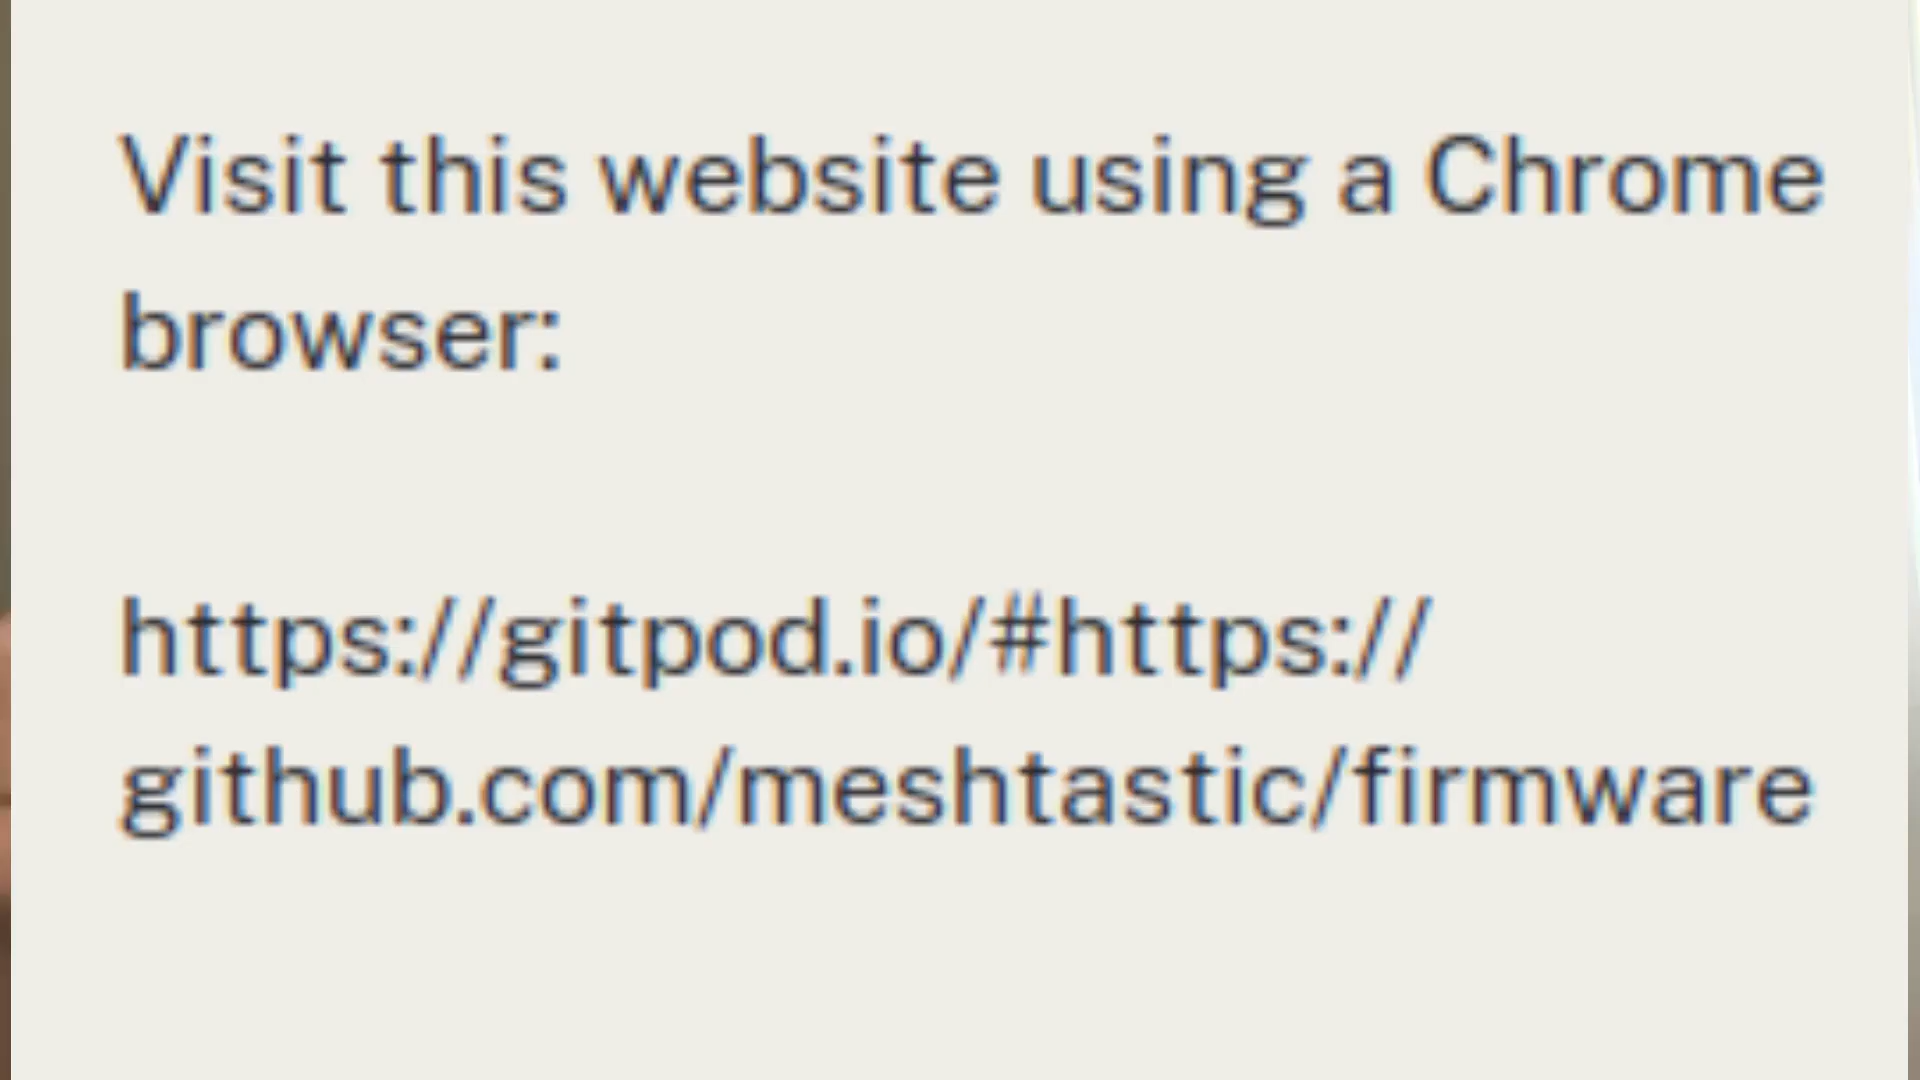 Visit this website using a Chrome
browser:
https://gitpod.io/#https://
github.com/meshtastic/firmware